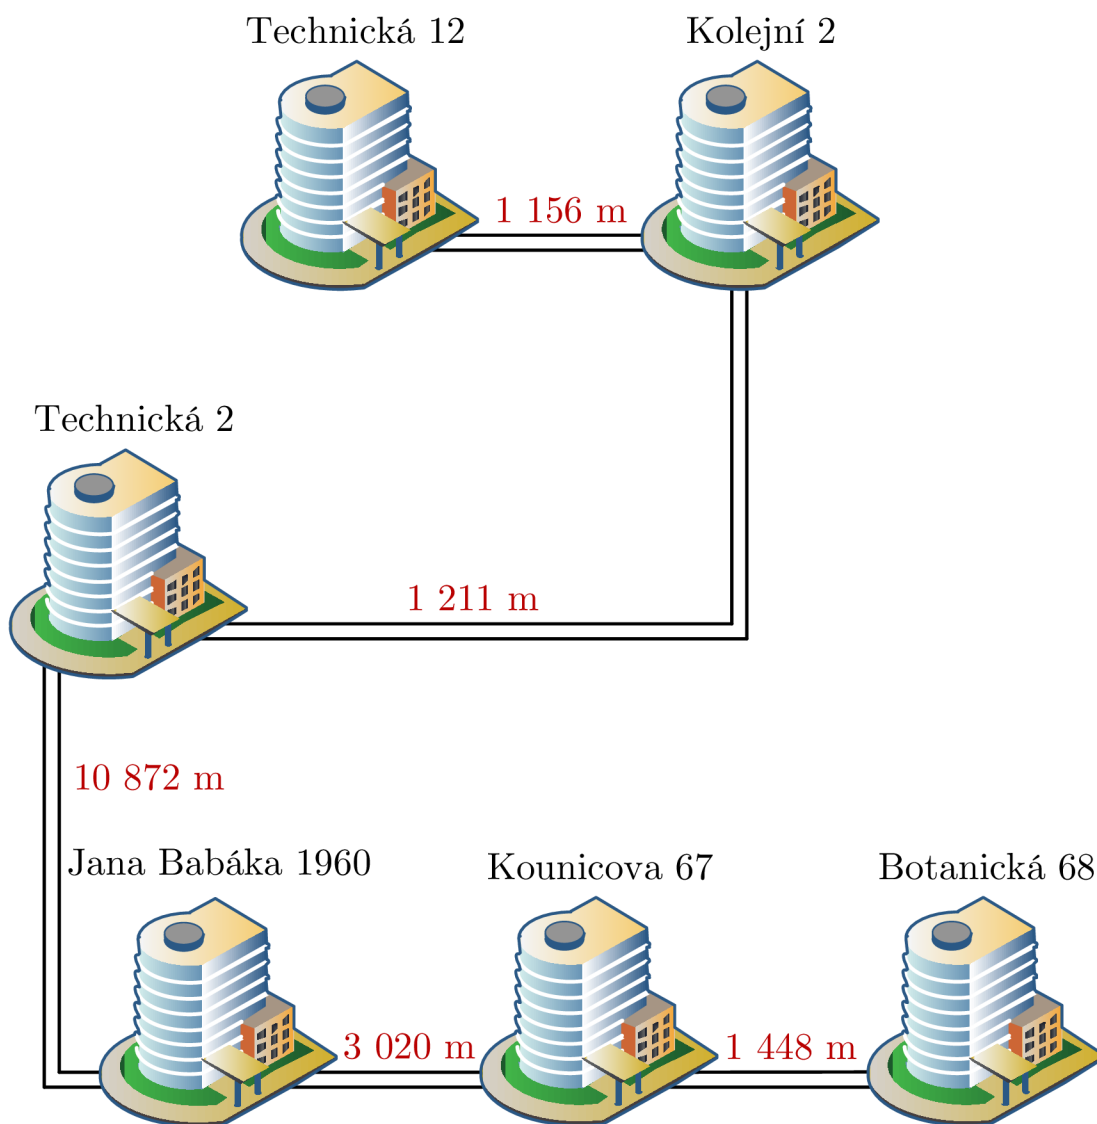 Technická 12
Kolejní 2
1 156 m
Technická 2
1 211 m
10 872 m
Jana Babáka 1960
Kounicova 67
Botanická 68
3 020 m
1 448 m